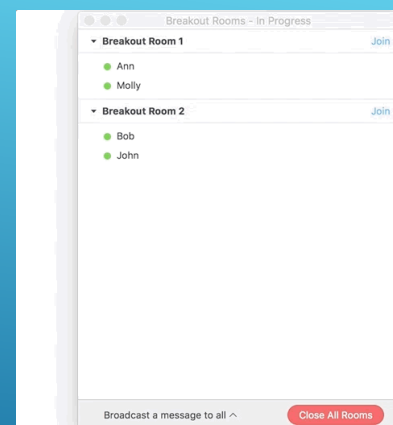 Breakout Rooms - In Progress
Breakout Room 1 Join
Ann
Molly
Breakout Room 2 Join
Bob
John
Broadcast a message to all Close All Rooms